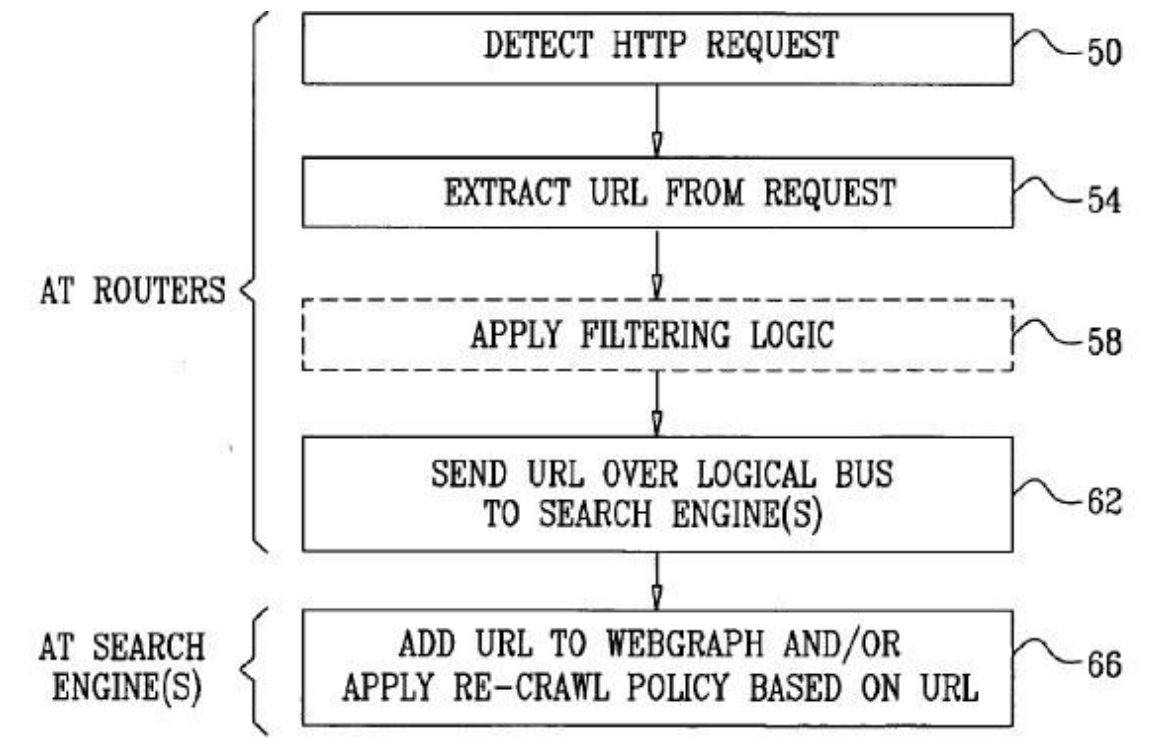 DETECT HTTP REQUEST
50
EXTRACT URL FROM REQUEST
54
AT ROUTERS
APPLY FILTERING LOGIC
58
SEND URL OVER LOGICAL BUS
TO SEARCH ENGINE(S)
62
AT SEARCH
ENGINE(S)
ADD URL TO WEBGRAPH AND/OR
APPLY RE-CRAWL POLICY BASED ON URL
66